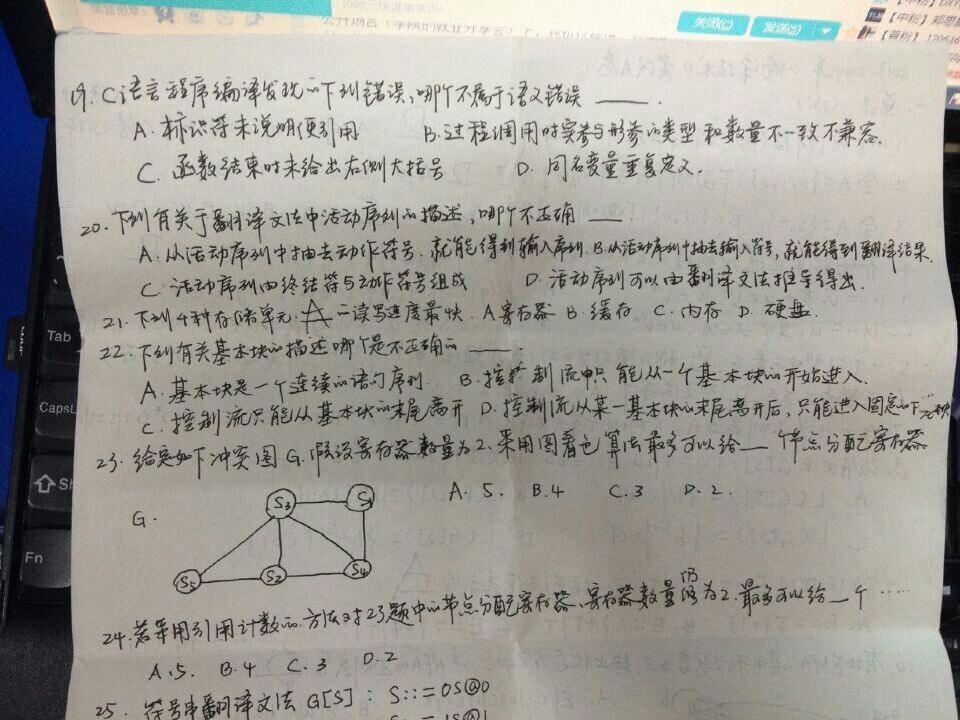 关闭(C)
发送(S)
19. C语言程序编译发现的下列错误,哪个不属于语义错误 ____.
A. 标识符未说明便引用 B. 过程调用时实参与形参的类型和数量不一致不兼容.
C. 函数结束时未给出右侧大括号 D. 同名变量重复定义.
20. 下列有关于翻译文法中活动序列的描述,哪个不正确 ____!
A. 从活动序列中抽去动作符号,就能得到输入序列. B. 从活动序列中抽去输入符号,就能得到翻译结果.
C. 活动序列由终结符与动作符号组成 D. 活动序列可以由翻译文法推导得出.
21. 下列4种存储单元. A 的读写速度最快. A 寄存器 B. 缓存 C. 内存 D. 硬盘.
22. 下列有关基本块的描述哪个是不正确的 ____.
A. 基本块是一个连续的语句序列. B. 控制流只能从一个基本块的开始进入.
C. 控制流只能从基本块的末尾离开 D. 控制流从某一基本块的末尾离开后,只能进入固定的下一基本块
23. 给定如下冲突图G. 假设寄存器数量为2. 采用图着色算法最多可以给__个节点分配寄存器
A. 5. B. 4 C. 3 D. 2.
G.
S3 S1
S5 S2 S4
24. 若采用引用计数的方法对23题中的节点分配寄存器,寄存器数量仍为2. 最多可以给__个……
A. 5. B. 4 C. 3 D. 2
25. 符号串翻译文法 G[S]: S::= 0S@0
S::= 1S@1
Tab
CapsL
Fn